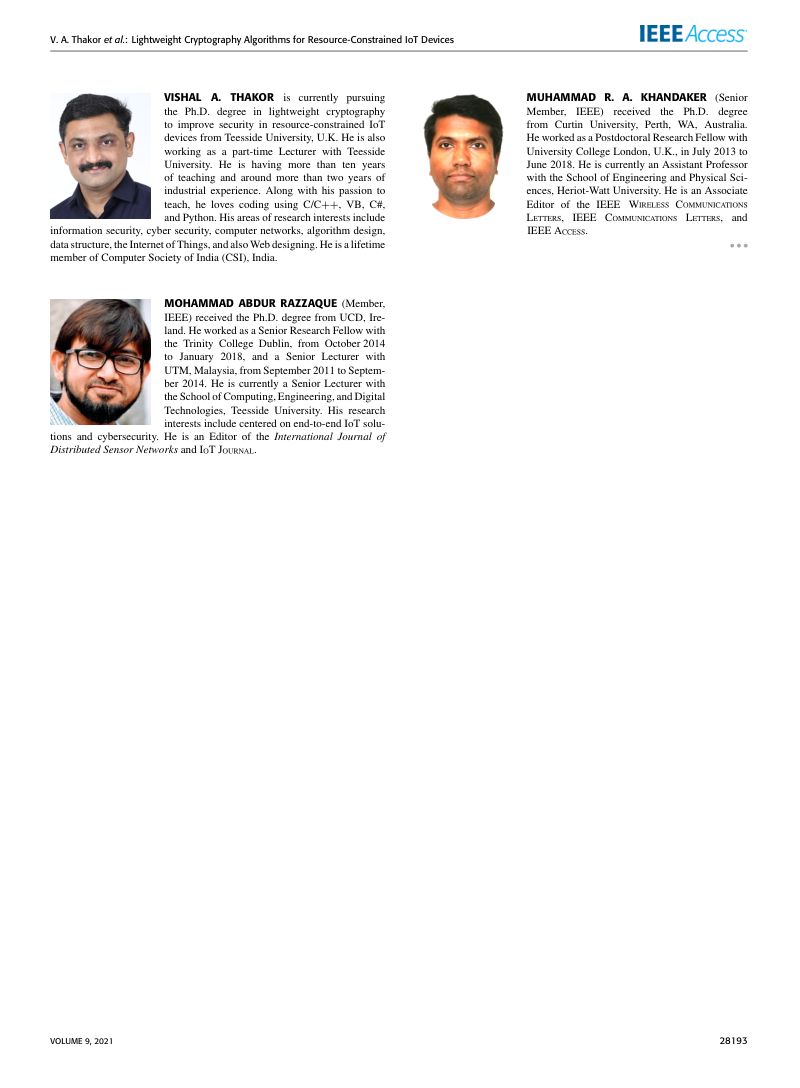 V. A. Thakor et al.: Lightweight Cryptography Algorithms for Resource-Constrained IoT Devices
IEEE Access
VISHAL A. THAKOR is currently pursuing
the Ph.D. degree in lightweight cryptography
to improve security in resource-constrained IoT
devices from Teesside University, U.K. He is also
working as a part-time Lecturer with Teesside
University. He is having more than ten years
of teaching and around more than two years of
industrial experience. Along with his passion to
teach, he loves coding using C/C++, VB, C#,
and Python. His areas of research interests include
information security, cyber security, computer networks, algorithm design,
data structure, the Internet of Things, and also Web designing. He is a lifetime
member of Computer Society of India (CSI), India.
MOHAMMAD ABDUR RAZZAQUE (Member,
IEEE) received the Ph.D. degree from UCD, Ire-
land. He worked as a Senior Research Fellow with
the Trinity College Dublin, from October 2014
to January 2018, and a Senior Lecturer with
UTM, Malaysia, from September 2011 to Septem-
ber 2014. He is currently a Senior Lecturer with
the School of Computing, Engineering, and Digital
Technologies, Teesside University. His research
interests include centered on end-to-end IoT solu-
tions and cybersecurity. He is an Editor of the International Journal of
Distributed Sensor Networks and IoT JOURNAL.
MUHAMMAD R. A. KHANDAKER (Senior
Member, IEEE) received the Ph.D. degree
from Curtin University, Perth, WA, Australia.
He worked as a Postdoctoral Research Fellow with
University College London, U.K., in July 2013 to
June 2018. He is currently an Assistant Professor
with the School of Engineering and Physical Sci-
ences, Heriot-Watt University. He is an Associate
Editor of the IEEE WIRELESS COMMUNICATIONS
LETTERS, IEEE COMMUNICATIONS LETTERS, and
IEEE ACCESS.
VOLUME 9, 2021
28193